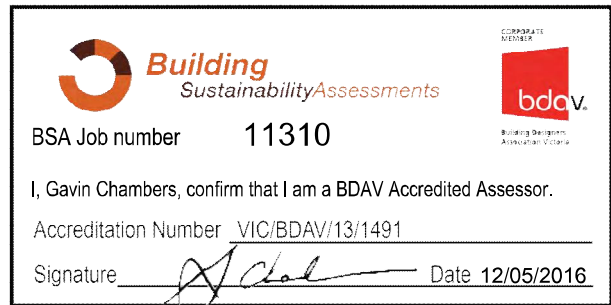 Building
SustainabilityAssessments
CORPORATE
MEMBER
bdav.
Building Designers
Association Victoria
BSA Job number 11310
I, Gavin Chambers, confirm that I am a BDAV Accredited Assessor.
Accreditation Number VIC/BDAV/13/1491
Signature Date 12/05/2016